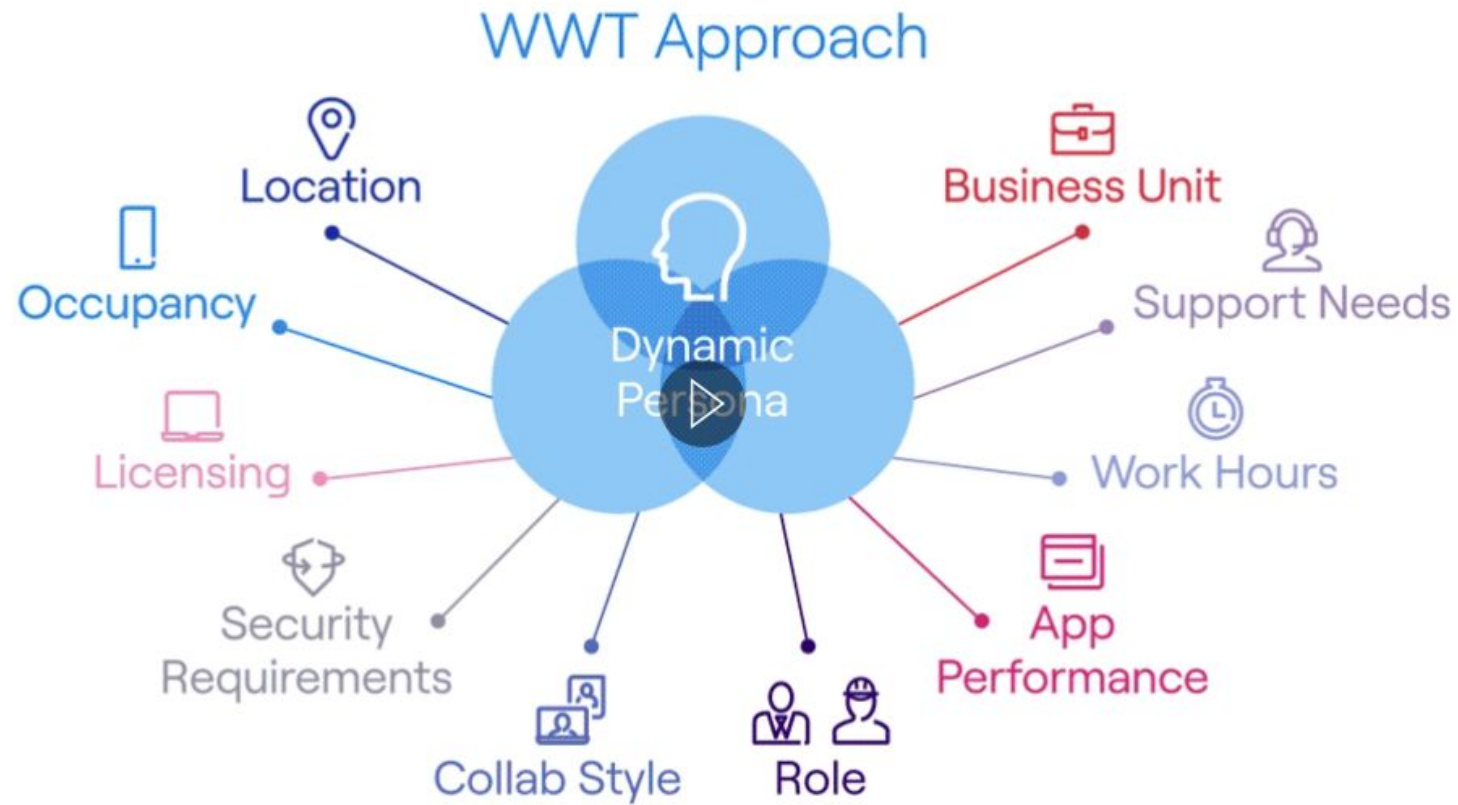 WWT Approach
Location
Business Unit
Occupancy
Support Needs
Dynamic
Persona
Licensing
Work Hours
Security
Requirements
App
Performance
Collab Style
Role